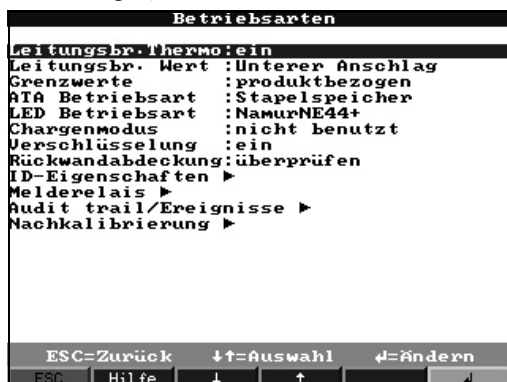 Betriebsarten
Leitungsbr.Thermo:ein
Leitungsbr. Wert :Unterer Anschlag
Grenzwerte :produktbezogen
ATA Betriebsart :Stapelspeicher
LED Betriebsart :NamurNE44+
Chargenmodus :nicht benutzt
Verschlüsselung :ein
Rückwandabdeckung:überprüfen
ID-Eigenschaften ►
Melderelais ►
Audit trail/Ereignisse ►
Nachkalibrierung ►
ESC=Zurück ↓↑=Auswahl ↲=Ändern
ESC Hilfe ↓ ↑ ↲